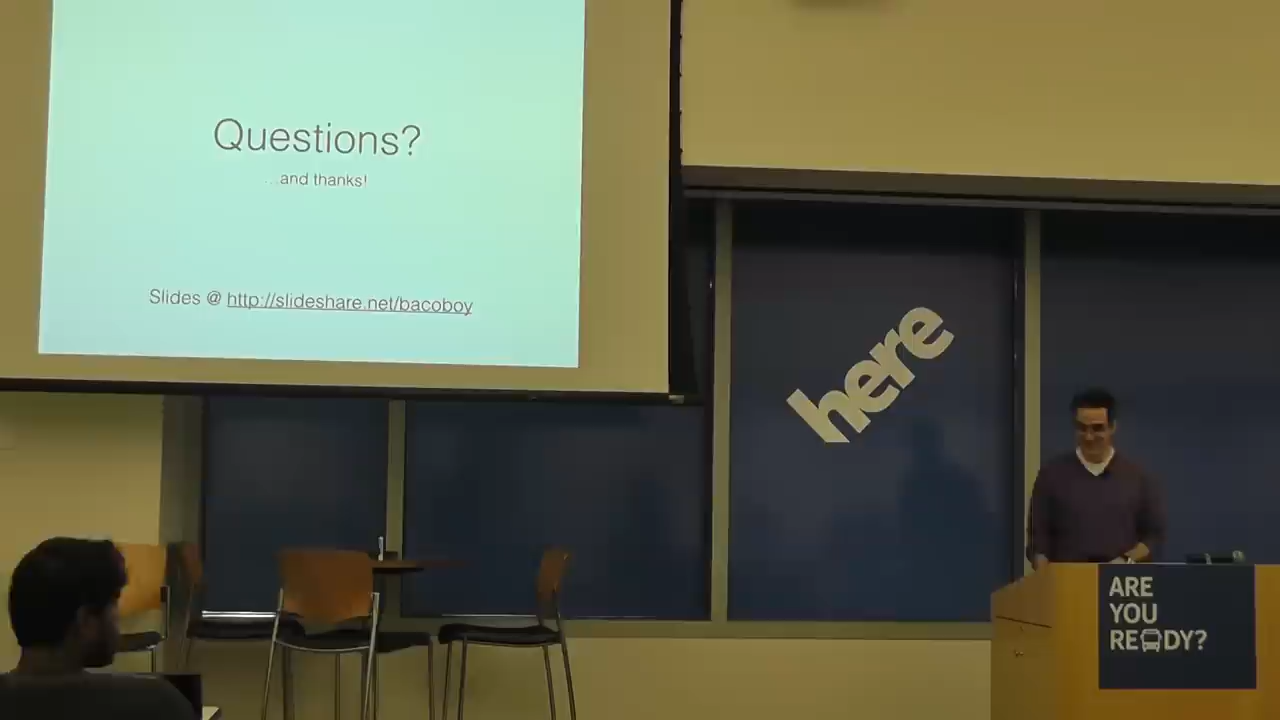 Questions?
...and thanks!
Slides @ http://slideshare.net/bacoboy
here
ARE
YOU
READY?